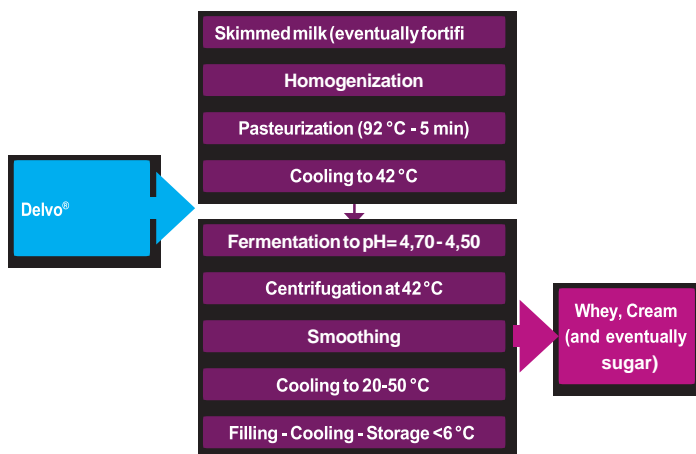 Skimmed milk (eventually fortifi
Homogenization
Pasteurization (92 °C - 5 min)
Cooling to 42 °C
Delvo®
Fermentation to pH= 4,70 - 4,50
Centrifugation at 42 °C
Smoothing
Cooling to 20-50 °C
Filling - Cooling - Storage <6 °C
Whey, Cream
(and eventually
sugar)